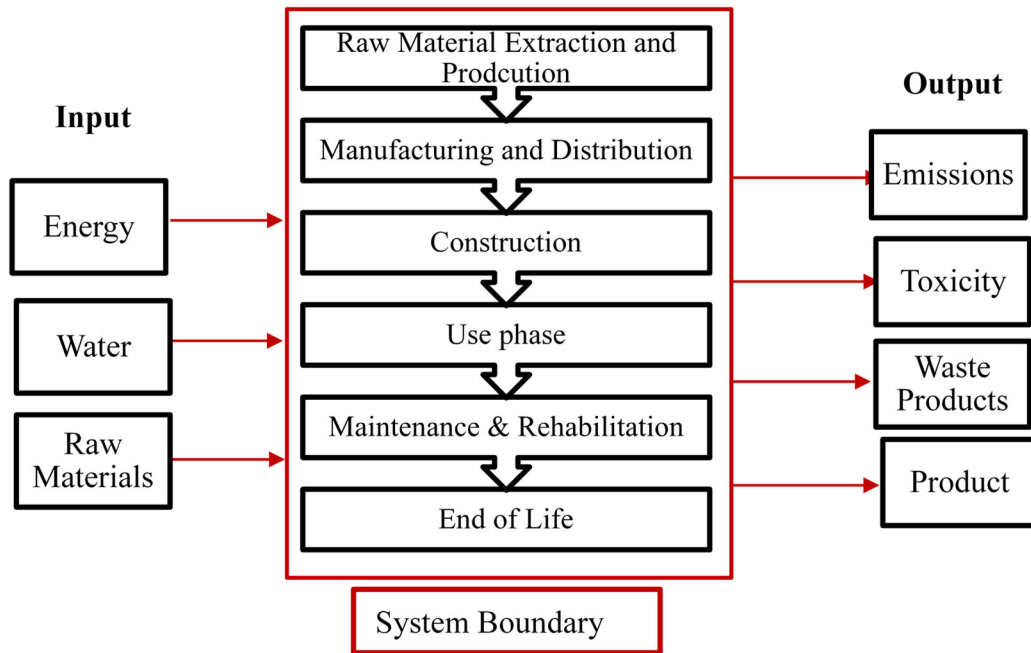 Input
Energy
Water
Raw
Materials
Raw Material Extraction and
Prodcution
Manufacturing and Distribution
Construction
Use phase
Maintenance & Rehabilitation
End of Life
System Boundary
Output
Emissions
Toxicity
Waste
Products
Product